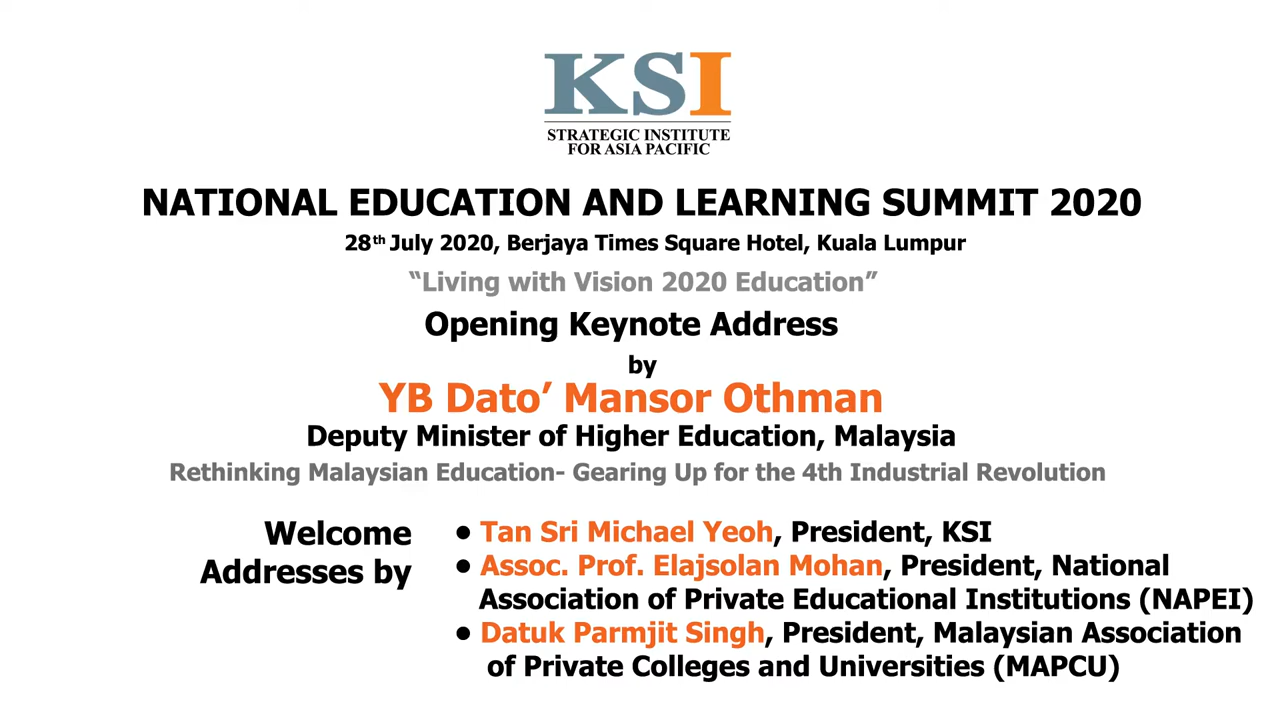 KSI
STRATEGIC INSTITUTE
FOR ASIA PACIFIC
NATIONAL EDUCATION AND LEARNING SUMMIT 2020
28th July 2020, Berjaya Times Square Hotel, Kuala Lumpur
“Living with Vision 2020 Education”
Opening Keynote Address
by
YB Dato’ Mansor Othman
Deputy Minister of Higher Education, Malaysia
Rethinking Malaysian Education- Gearing Up for the 4th Industrial Revolution
Welcome
Addresses by
• Tan Sri Michael Yeoh, President, KSI
• Assoc. Prof. Elajsolan Mohan, President, National
Association of Private Educational Institutions (NAPEI)
• Datuk Parmjit Singh, President, Malaysian Association
of Private Colleges and Universities (MAPCU)